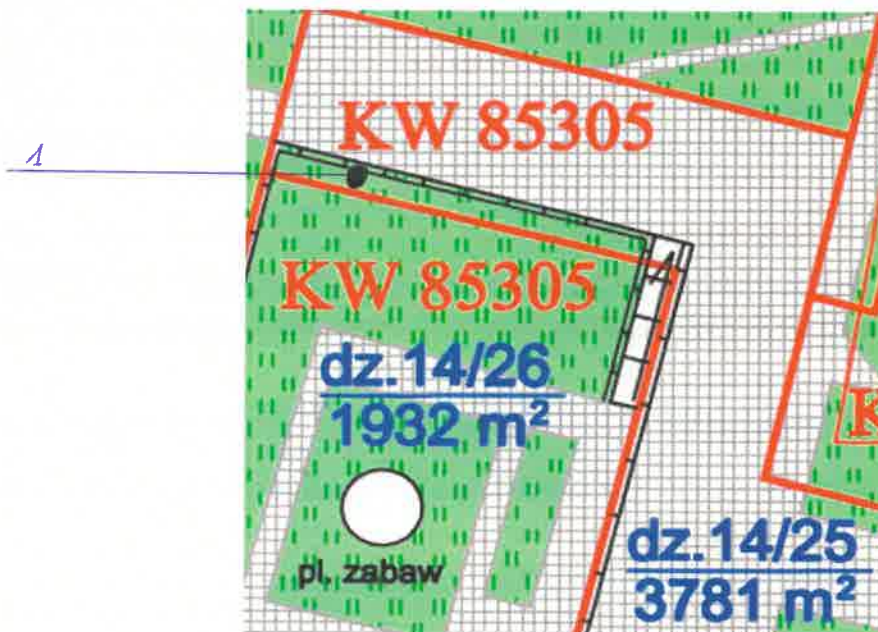 KW 85305
1
KW 85305
dz.14/26
1932 m²
K
dz.14/25
3781 m²
pl. zabaw